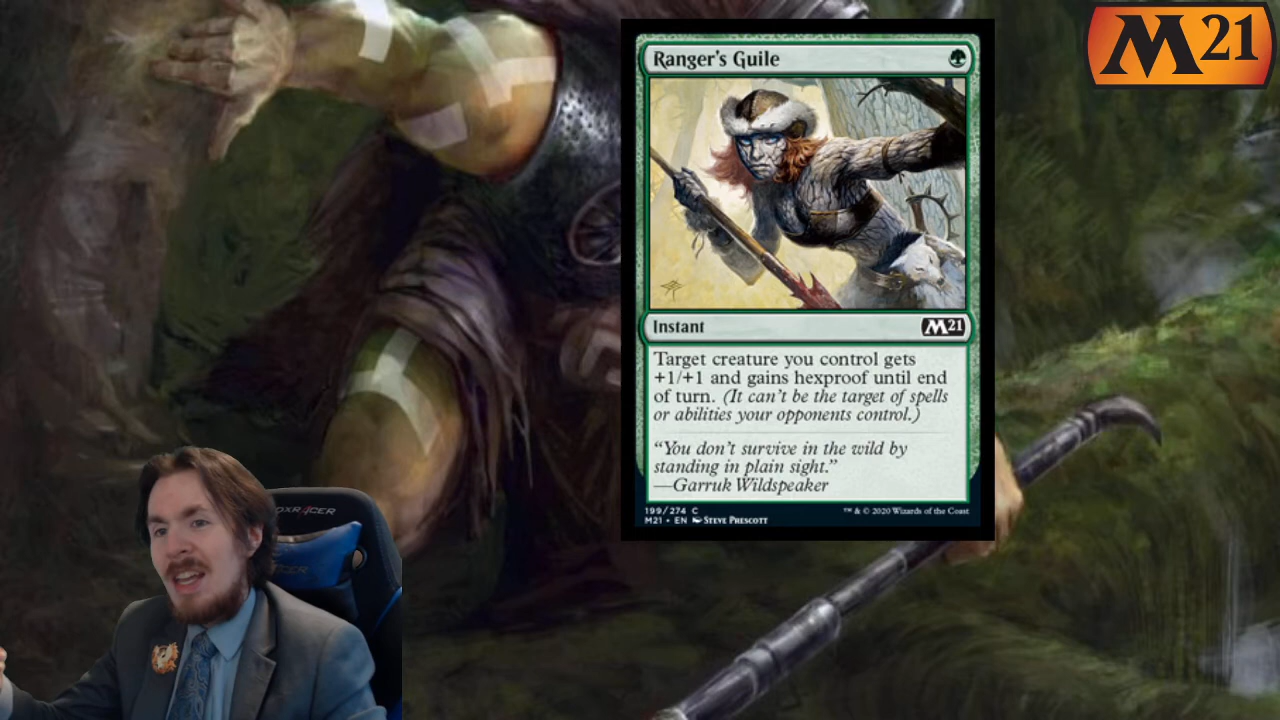 M21
Ranger's Guile
Instant
M21
Target creature you control gets
+1/+1 and gains hexproof until end
of turn. (It can't be the target of spells
or abilities your opponents control.)
“You don't survive in the wild by
standing in plain sight.”
—Garruk Wildspeaker
199/274 C
™ & © 2020 Wizards of the Coast
M21 • EN Steve Prescott
DXRACER